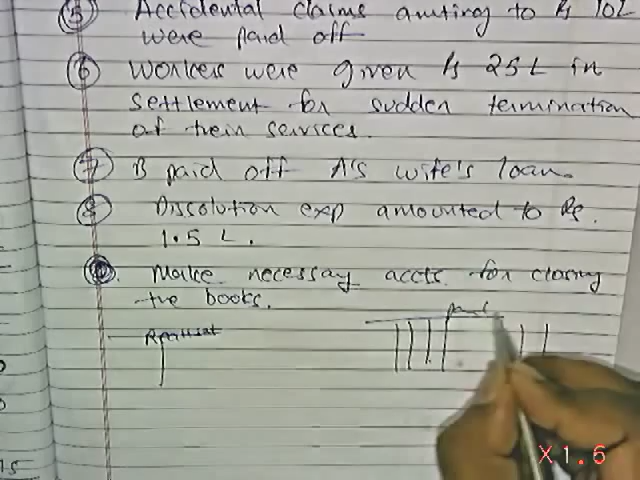 (5) Accidental claims amting to Rs 10L
were paid off
(6) Workers were given Rs 25L in
settlement for sudden termination
of their services.
(7) B paid off A's wife's loan.
(8) Dissolution exp amounted to Rs.
1.5 L.
Make necessary accts for closing
the books.
15
X1.6